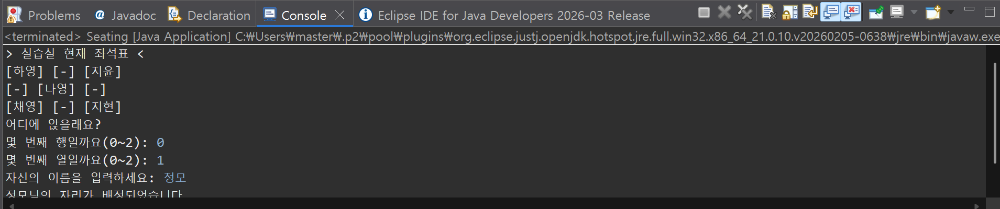 Problems Javadoc Declaration Console Eclipse IDE for Java Developers 2026-03 Release
<terminated> Seating [Java Application] C:₩Users₩master₩.p2₩pool₩plugins₩org.eclipse.justj.openjdk.hotspot.jre.full.win32.x86_64_21.0.10.v20260205-0638₩jre₩bin₩javaw.exe
> 실습실 현재 좌석표 <
[하영] [-] [지윤]
[-] [나영] [-]
[채영] [-] [지현]
어디에 앉을래요?
몇 번째 행일까요(0~2): 0
몇 번째 열일까요(0~2): 1
자신의 이름을 입력하세요: 정모
정모님의 자리가 배정되었습니다